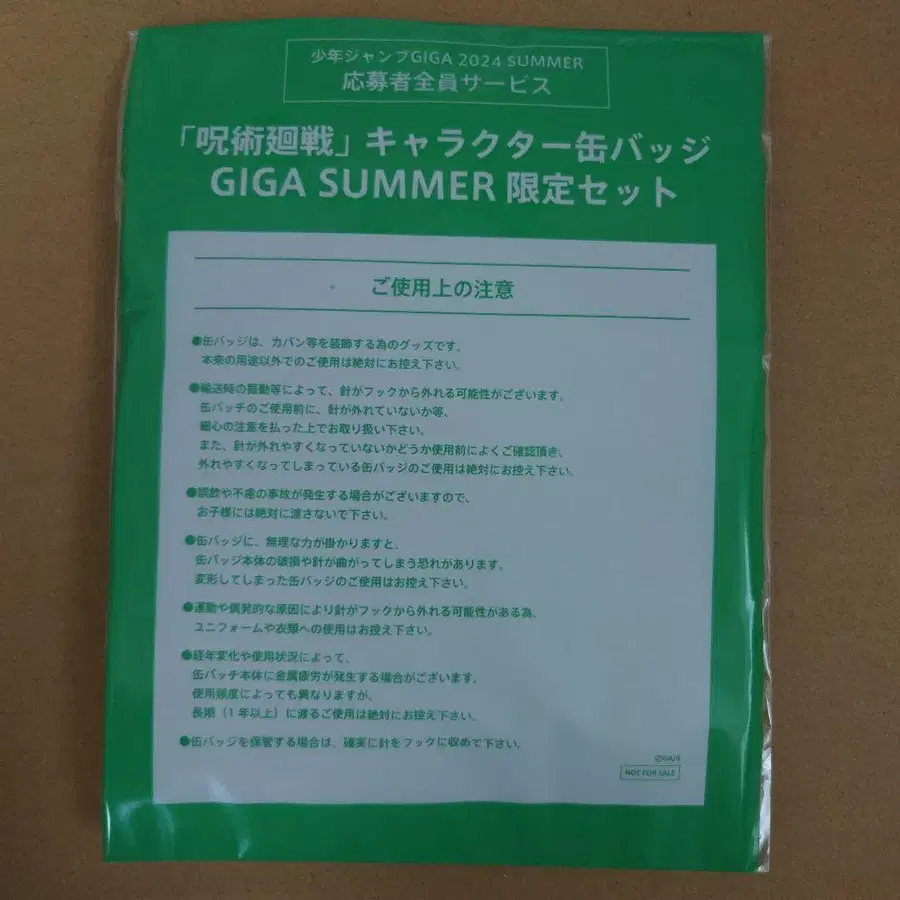 少年ジャンプGIGA 2024 SUMMER
応募者全員サービス
「呪術廻戦」キャラクター缶バッジ
GIGA SUMMER 限定セット
ご使用上の注意
●缶バッジは、カバン等を装飾する為のグッズです。
本来の用途以外でのご使用は絶対にお控え下さい。
●輸送時の振動等によって、針がフックから外れる可能性がございます。
缶バッチのご使用前に、針が外れていないか等、
細心の注意を払った上でお取り扱い下さい。
また、針が外れやすくなっていないかどうか使用前によくご確認頂き、
外れやすくなってしまっている缶バッジのご使用は絶対にお控え下さい。
●誤飲や不慮の事故が発生する場合がございますので、
お子様には絶対に渡さないで下さい。
●缶バッジに、無理な力が掛かりますと、
缶バッジ本体の破損や針が曲がってしまう恐れがあります。
変形してしまった缶バッジのご使用はお控え下さい。
●運動や偶発的な原因により針がフックから外れる可能性がある為、
ユニフォームや衣類への使用はお控え下さい。
●経年変化や使用状況によって、
缶バッチ本体に金属疲労が発生する場合がございます。
使用頻度によっても異なりますが、
長期（1年以上）に渡るご使用は絶対にお控え下さい。
●缶バッジを保管する場合は、確実に針をフックに収めて下さい。
©GA/S
NOT FOR SALE